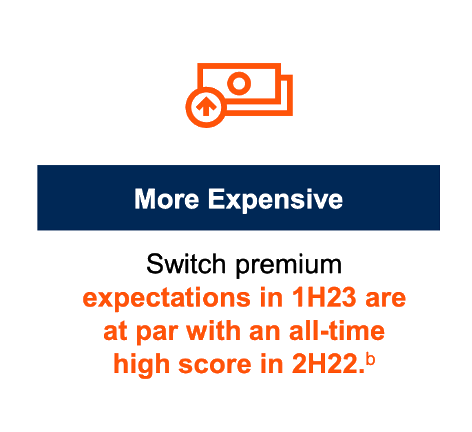 More Expensive
Switch premium
expectations in 1H23 are
at par with an all-time
high score in 2H22.ᵇ